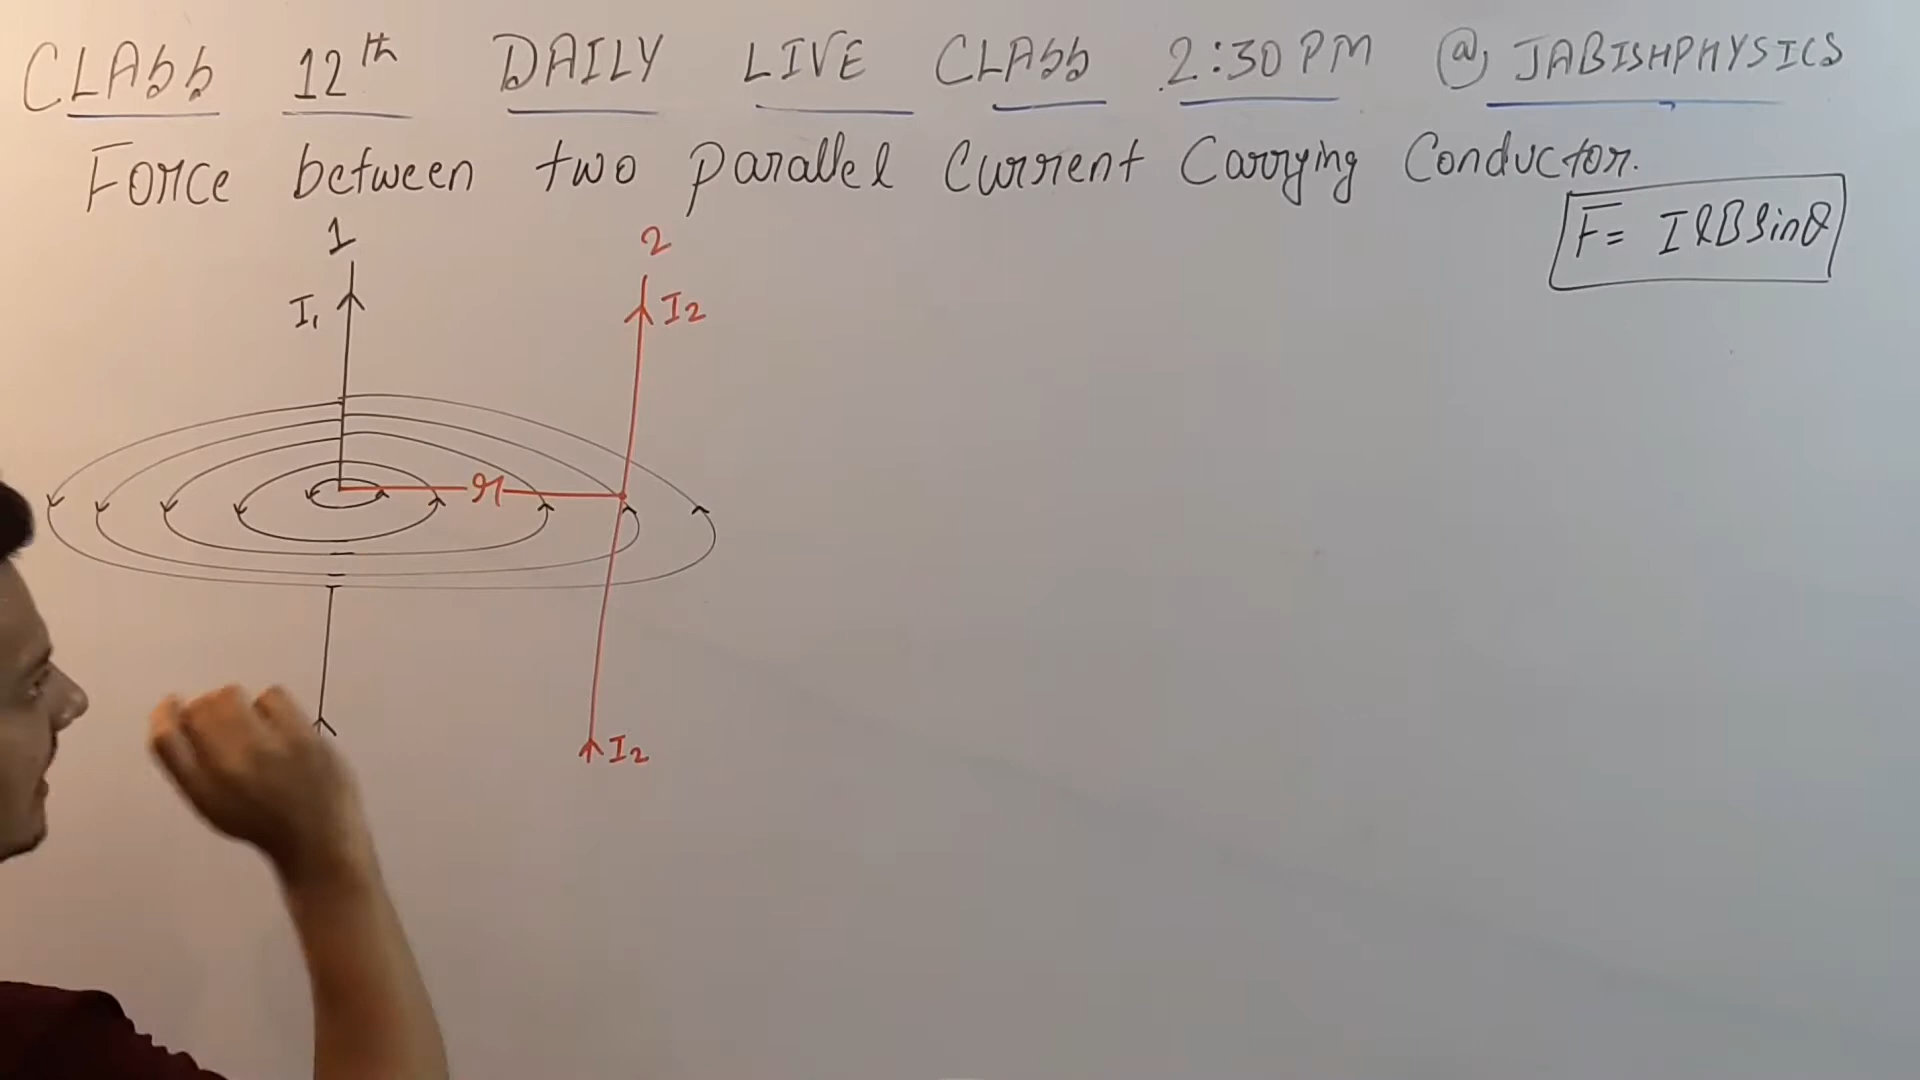 CLASS 12th DAILY LIVE CLASS 2:30 PM @ JABISHPHYSICS
Force between two parallel Current Carrying Conductor.
F= IlBsinθ
1 2
I₁ I2
r
I2